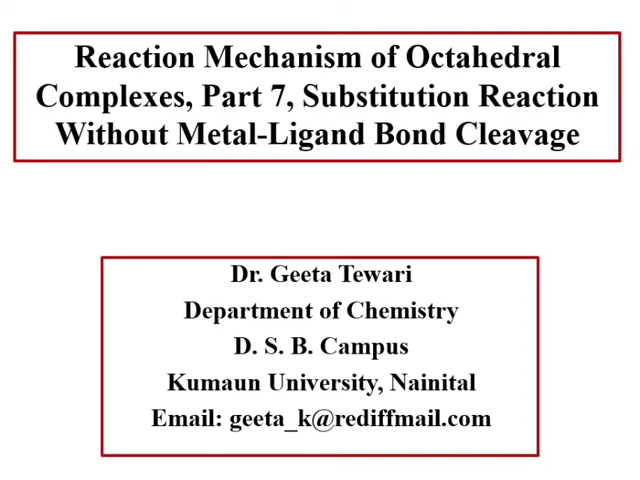 Reaction Mechanism of Octahedral
Complexes, Part 7, Substitution Reaction
Without Metal-Ligand Bond Cleavage
Dr. Geeta Tewari
Department of Chemistry
D. S. B. Campus
Kumaun University, Nainital
Email: geeta_k@rediffmail.com